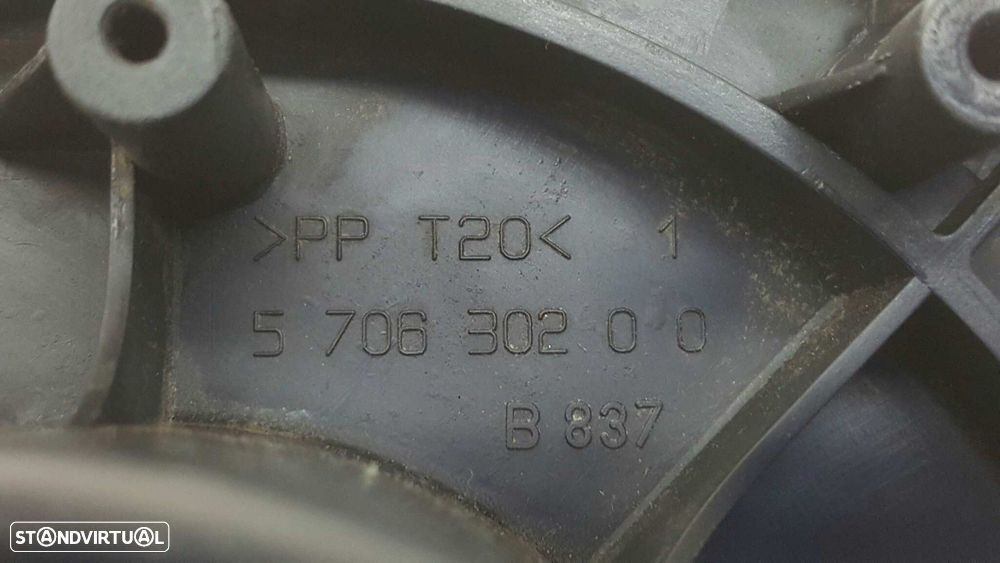 >PP T20< 1
5 706 302 0 0
B 837
STANDVIRTUAL